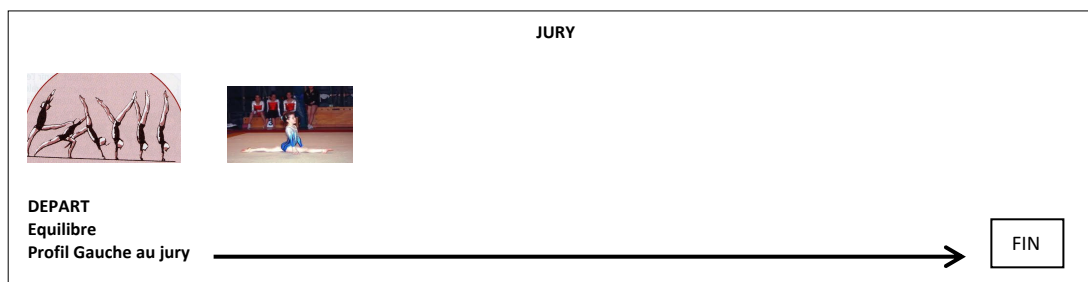 JURY
DEPART
Equilibre
Profil Gauche au jury
FIN